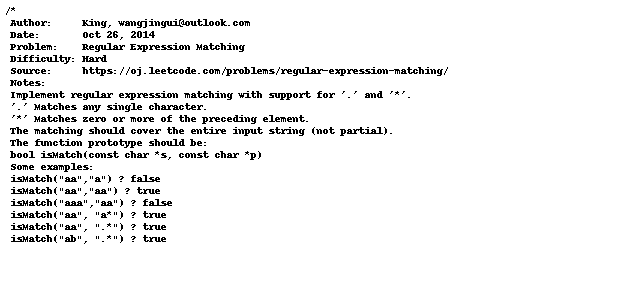 /*
Author:     King, wangjingui@outlook.com
Date:       Oct 26, 2014
Problem:    Regular Expression Matching
Difficulty: Hard
Source:     https://oj.leetcode.com/problems/regular-expression-matching/
Notes:
Implement regular expression matching with support for '.' and '*'.
'.' Matches any single character.
'*' Matches zero or more of the preceding element.
The matching should cover the entire input string (not partial).
The function prototype should be:
bool isMatch(const char *s, const char *p)
Some examples:
isMatch("aa","a") ? false
isMatch("aa","aa") ? true
isMatch("aaa","aa") ? false
isMatch("aa", "a*") ? true
isMatch("aa", ".*") ? true
isMatch("ab", ".*") ? true